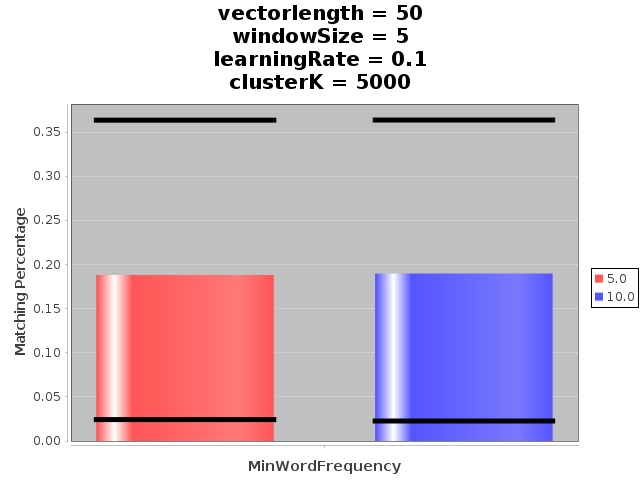 vectorlength = 50
windowSize = 5
learningRate = 0.1
clusterK = 5000
Matching Percentage
0.35
0.30
0.25
0.20
0.15
0.10
0.05
0.00
MinWordFrequency
5.0
10.0